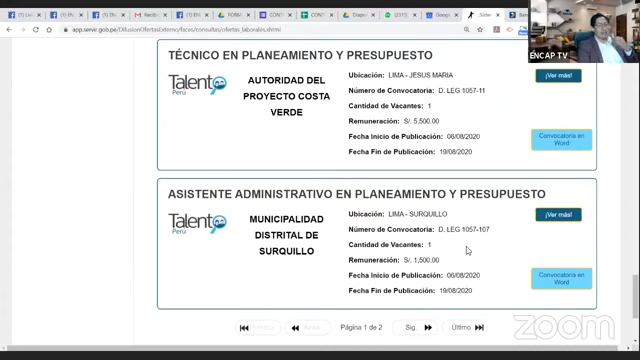 app.servir.gob.pe/DifusionOfertasExterno/faces/consultas/ofertas_laborales.xhtml
ENCAP TV
TÉCNICO EN PLANEAMIENTO Y PRESUPUESTO
Talento
Perú
AUTORIDAD DEL
PROYECTO COSTA
VERDE
Ubicación: LIMA - JESUS MARIA
Número de Convocatoria: D. LEG 1057-11
Cantidad de Vacantes: 1
Remuneración: S/. 5,500.00
Fecha Inicio de Publicación: 06/08/2020
Fecha Fin de Publicación: 19/08/2020
¡Ver más!
Convocatoria en
Word
ASISTENTE ADMINISTRATIVO EN PLANEAMIENTO Y PRESUPUESTO
Talento
Perú
MUNICIPALIDAD
DISTRITAL DE
SURQUILLO
Ubicación: LIMA - SURQUILLO
Número de Convocatoria: D. LEG 1057-107
Cantidad de Vacantes: 1
Remuneración: S/. 1,500.00
Fecha Inicio de Publicación: 06/08/2020
Fecha Fin de Publicación: 19/08/2020
¡Ver más!
Convocatoria en
Word
Página 1 de 2
Sig.
Último
zoom